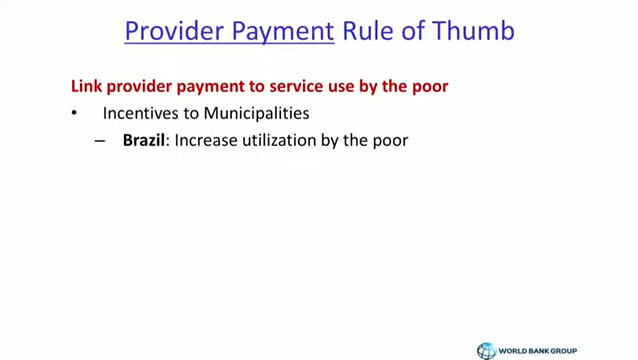 Provider Payment Rule of Thumb
Link provider payment to service use by the poor
• Incentives to Municipalities
– Brazil: Increase utilization by the poor
WORLD BANK GROUP